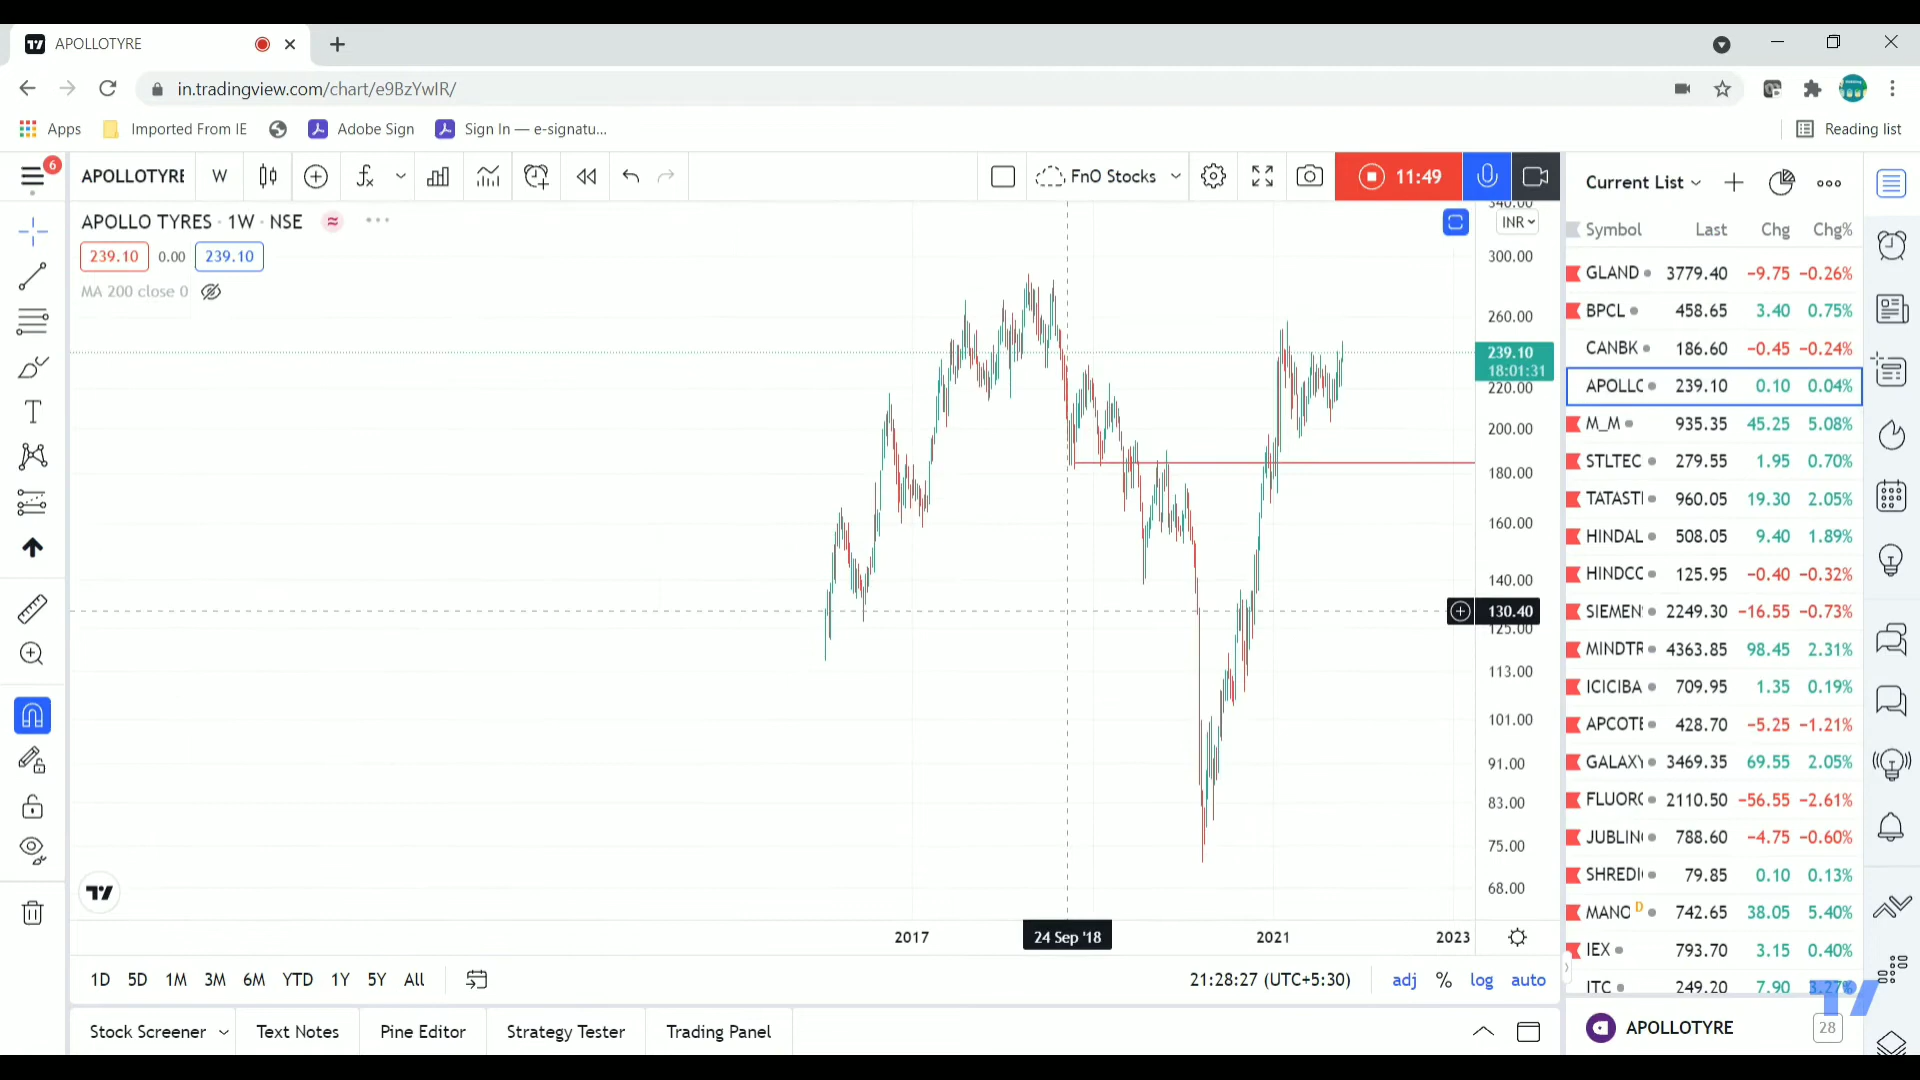 APOLLOTYRE
in.tradingview.com/chart/e9BzYwIR/
Apps
Imported From IE
Adobe Sign
Sign In — e-signatu...
Reading list
6
APOLLOTYRE
W
FnO Stocks
11:49
APOLLO TYRES · 1W · NSE
239.10 0.00 239.10
MA 200 close 0
INR
340.00
300.00
260.00
239.10
18:01:31
220.00
200.00
180.00
160.00
140.00
130.40
125.00
113.00
101.00
91.00
83.00
75.00
68.00
2017
24 Sep '18
2021
2023
1D 5D 1M 3M 6M YTD 1Y 5Y All
21:28:27 (UTC+5:30)
adj % log auto
Stock Screener
Text Notes
Pine Editor
Strategy Tester
Trading Panel
Current List
Symbol Last Chg Chg%
GLAND 3779.40 −9.75 −0.26%
BPCL 458.65 3.40 0.75%
CANBK 186.60 −0.45 −0.24%
APOLLO 239.10 0.10 0.04%
M_M 935.35 45.25 5.08%
STLTEC 279.55 1.95 0.70%
TATASTI 960.05 19.30 2.05%
HINDAL 508.05 9.40 1.89%
HINDCO 125.95 −0.40 −0.32%
SIEMEN 2249.30 −16.55 −0.73%
MINDTR 4363.85 98.45 2.31%
ICICIBA 709.95 1.35 0.19%
APCOTE 428.70 −5.25 −1.21%
GALAXY 3469.35 69.55 2.05%
FLUORO 2110.50 −56.55 −2.61%
JUBLIN 788.60 −4.75 −0.60%
SHREDI 79.85 0.10 0.13%
MANO D 742.65 38.05 5.40%
IEX 793.70 3.15 0.40%
ITC 249.20 7.90 3.27%
APOLLOTYRE
28